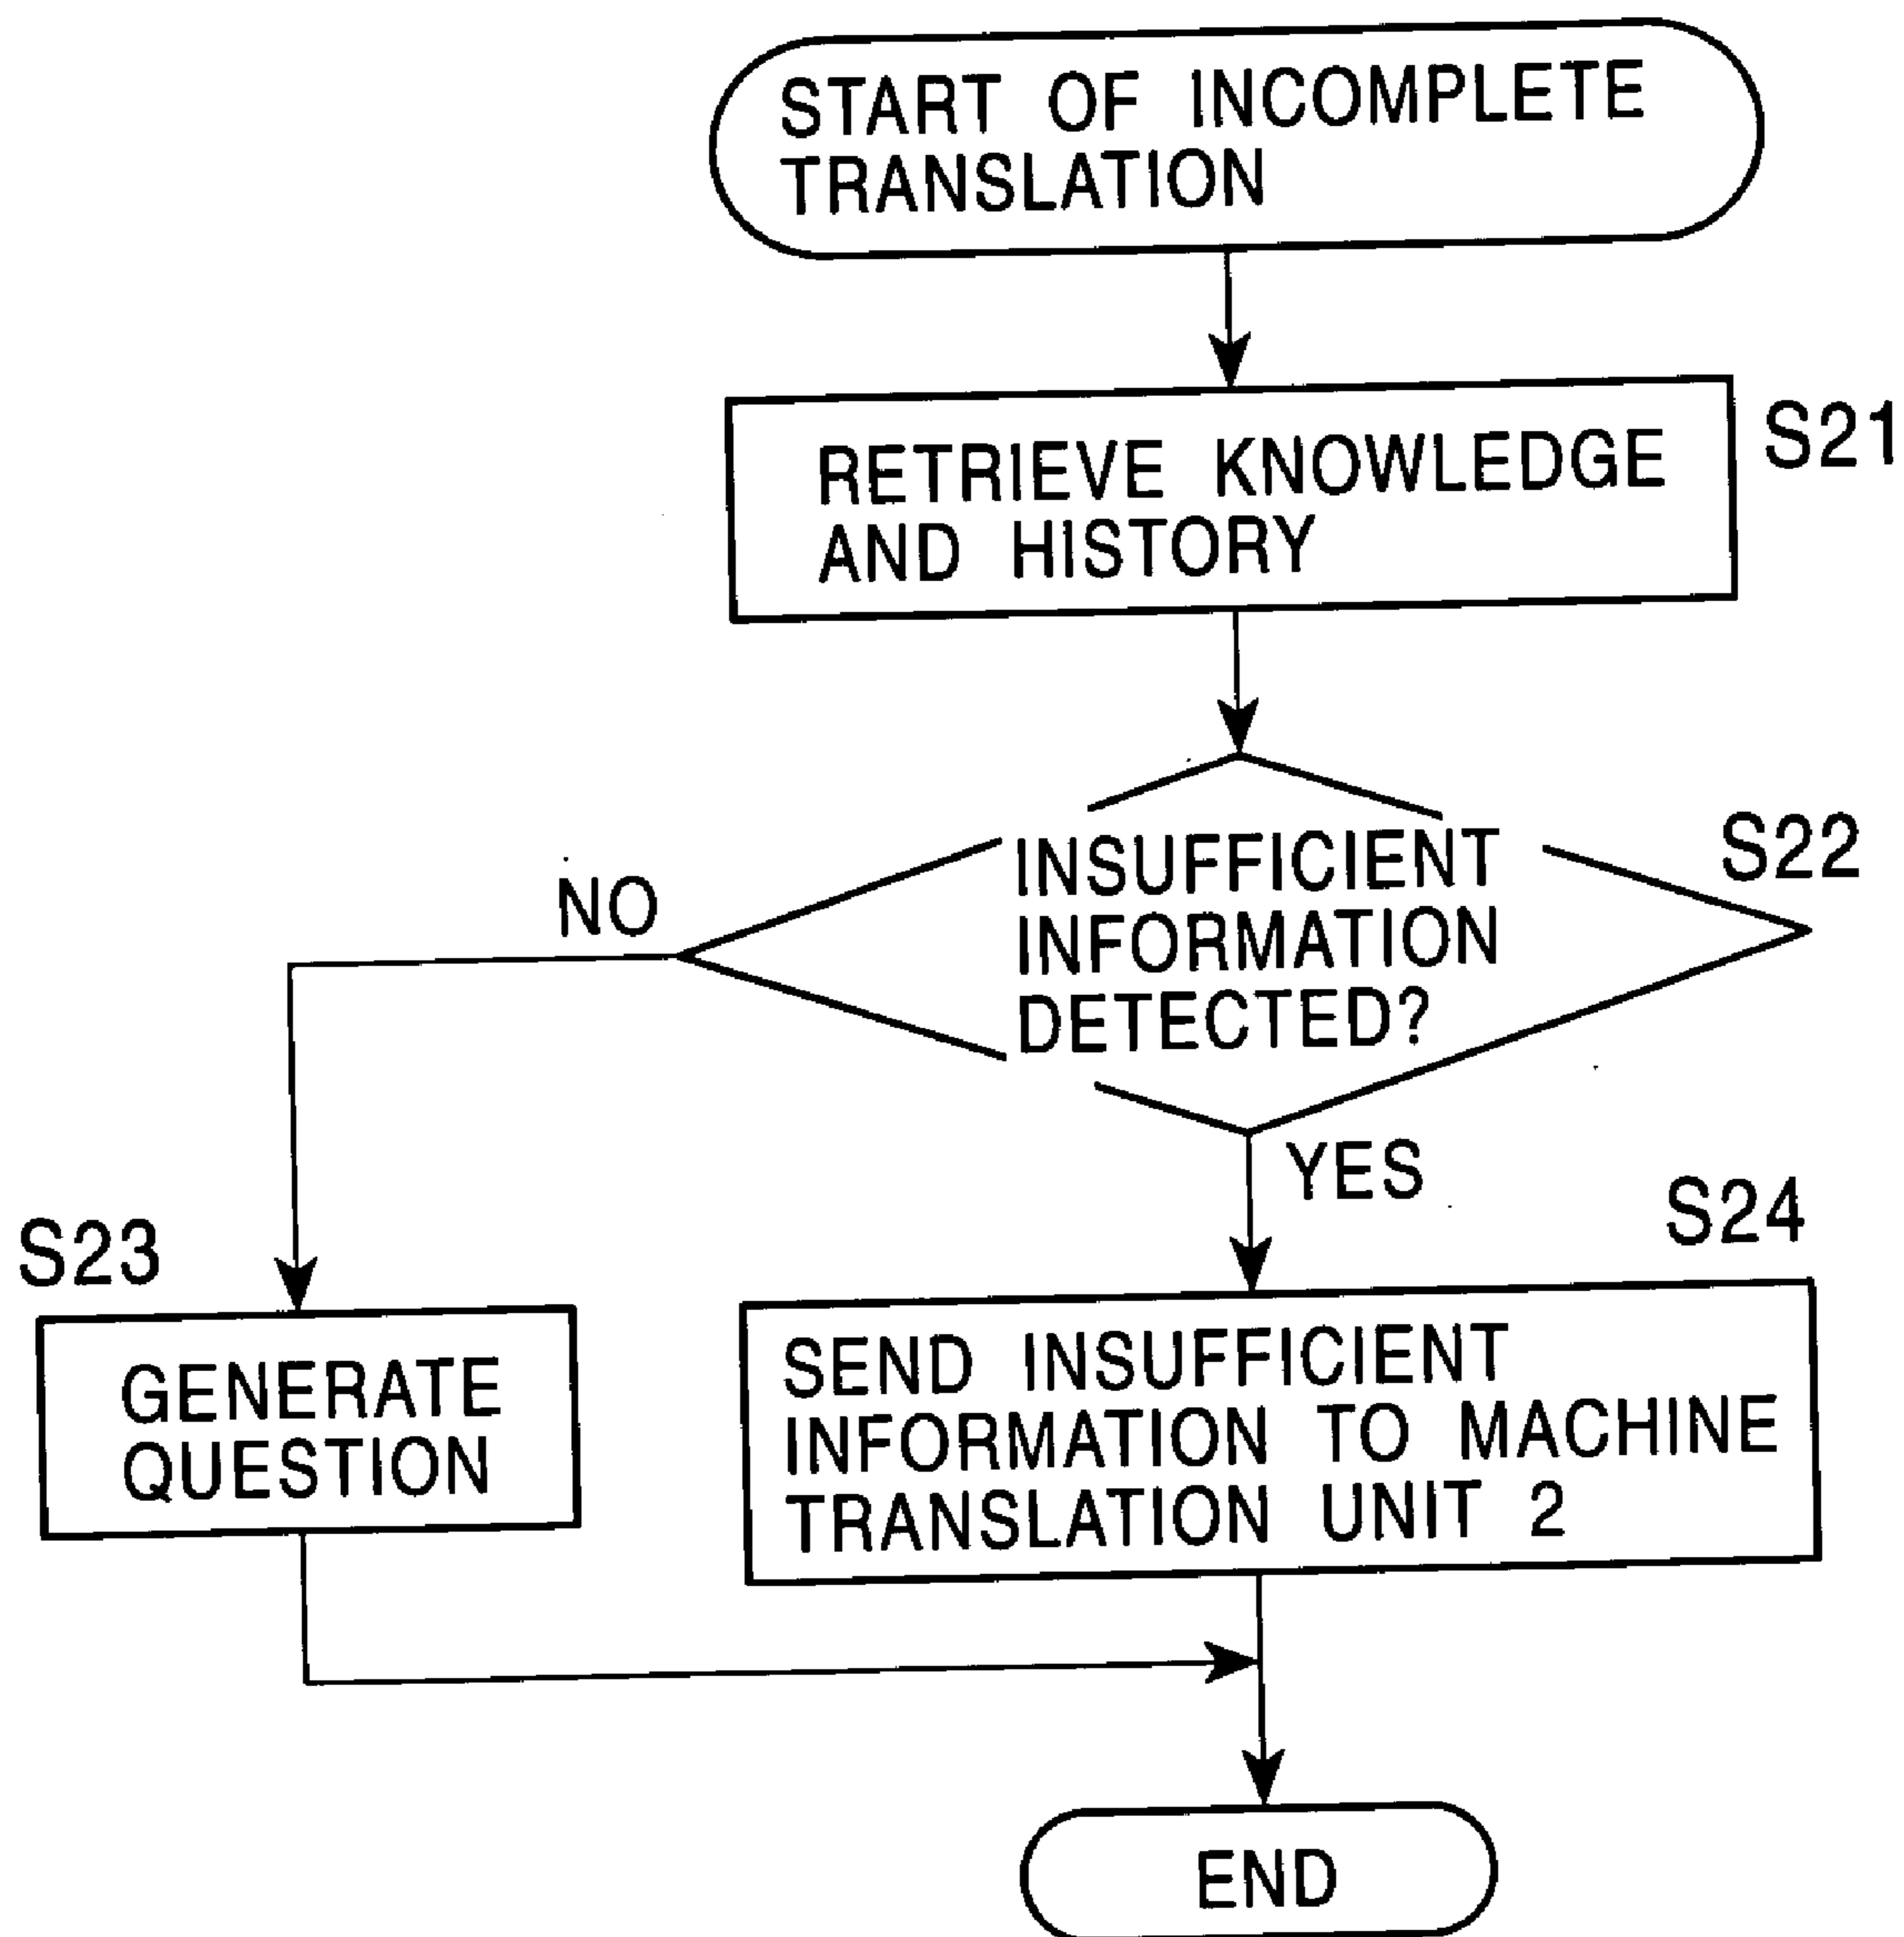 START OF INCOMPLETE
TRANSLATION
RETRIEVE KNOWLEDGE
AND HISTORY
S21
INSUFFICIENT
INFORMATION
DETECTED?
S22
NO
YES
S23
GENERATE
QUESTION
S24
SEND INSUFFICIENT
INFORMATION TO MACHINE
TRANSLATION UNIT 2
END